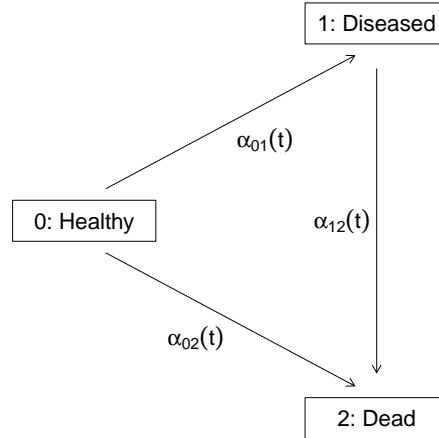 1: Diseased
α01(t)
0: Healthy
α12(t)
α02(t)
2: Dead